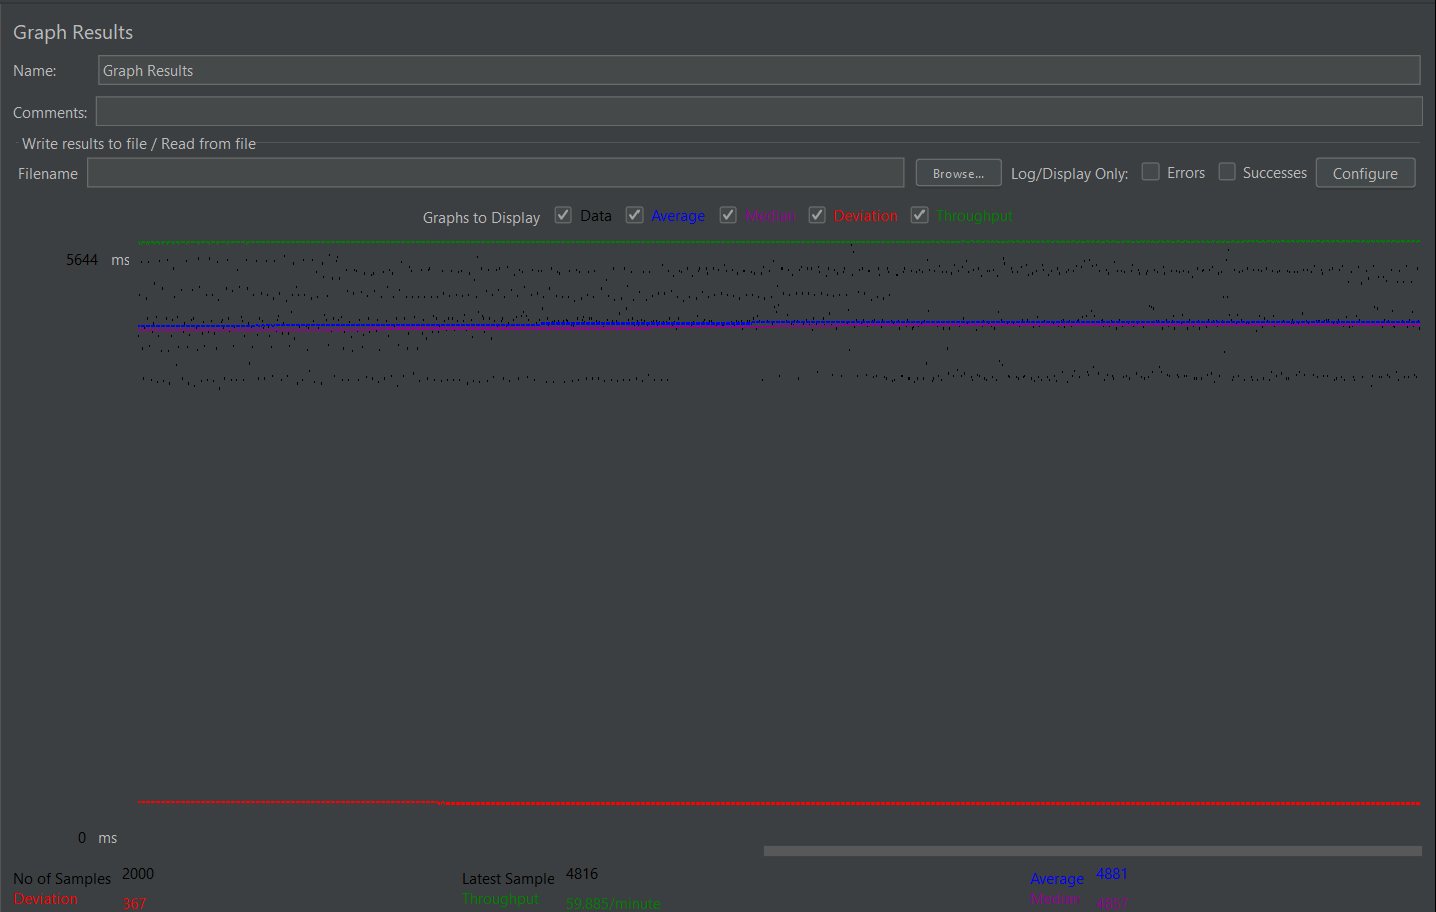 Graph Results
Name: Graph Results
Comments:
Write results to file / Read from file
Filename Browse... Log/Display Only: Errors Successes Configure
Graphs to Display Data Average Median Deviation Throughput
5644 ms
0 ms
No of Samples 2000 Latest Sample 4816 Average 4881
Deviation 367 Throughput 59.885/minute Median 4857